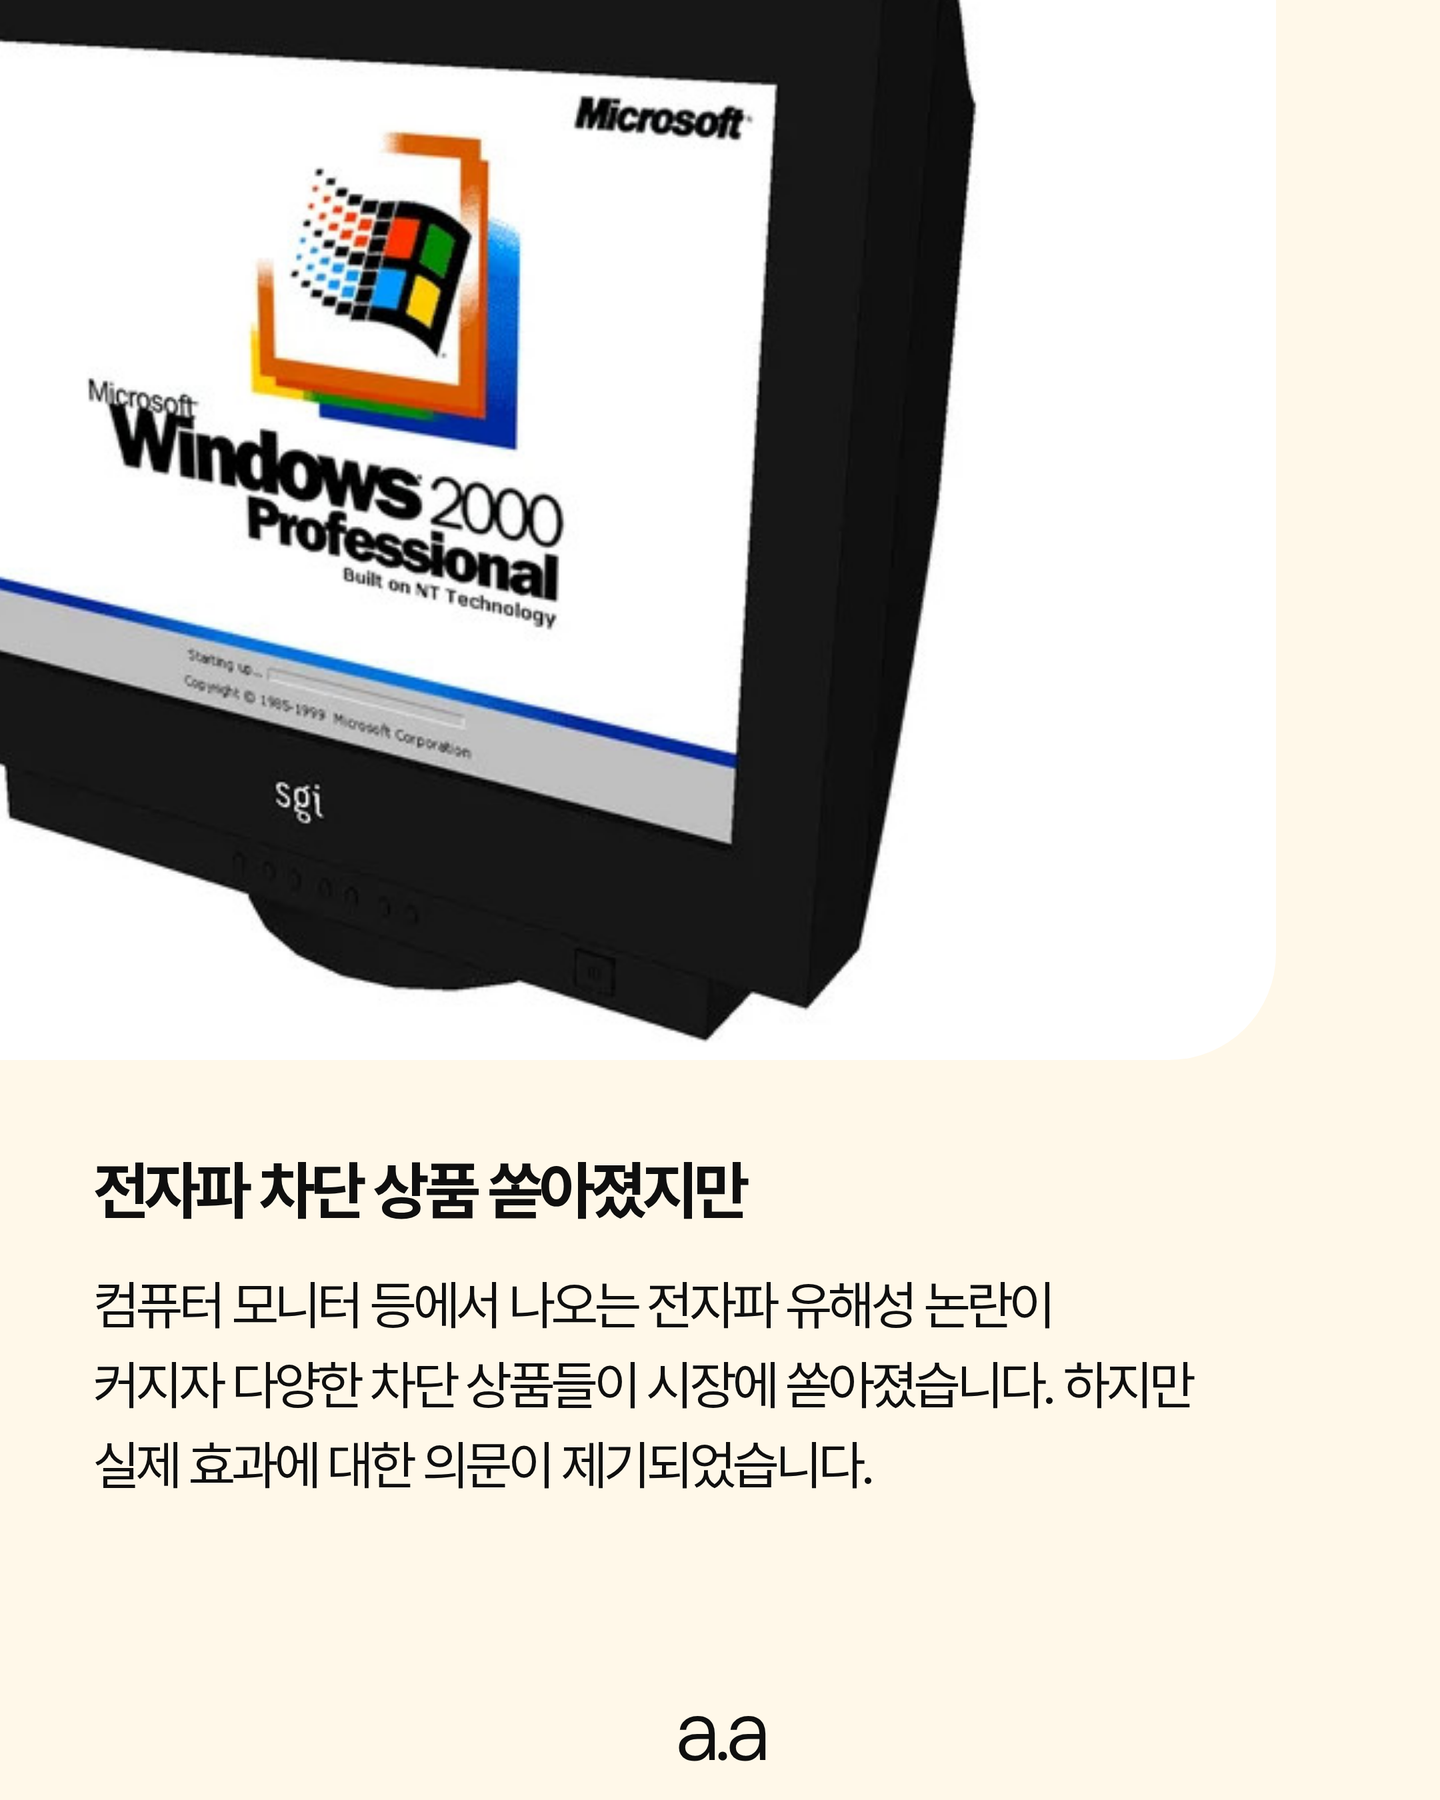 Microsoft
Microsoft
Windows 2000
Professional
Built on NT Technology
Starting up...
Copyright © 1985-1999 Microsoft Corporation
sgi
전자파 차단 상품 쏟아졌지만
컴퓨터 모니터 등에서 나오는 전자파 유해성 논란이
커지자 다양한 차단 상품들이 시장에 쏟아졌습니다. 하지만
실제 효과에 대한 의문이 제기되었습니다.
a.a